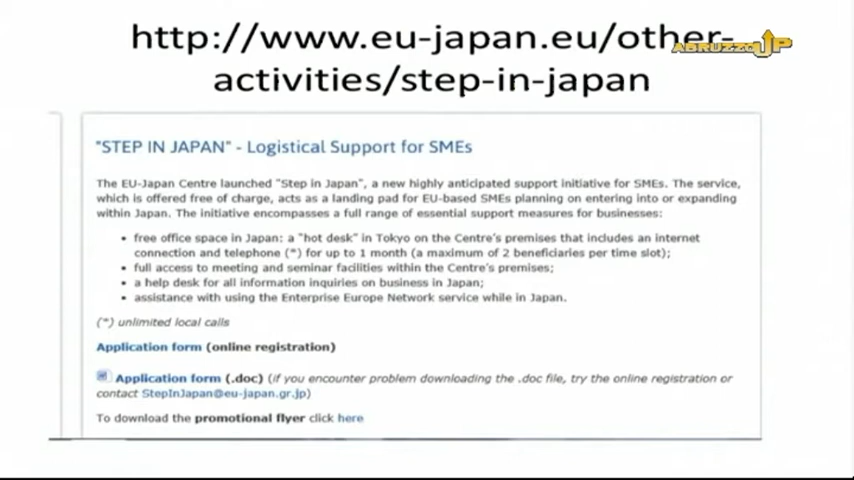 http://www.eu-japan.eu/other-
ABRUZZO UP
activities/step-in-japan
"STEP IN JAPAN" - Logistical Support for SMEs
The EU-Japan Centre launched "Step in Japan", a new highly anticipated support initiative for SMEs. The service,
which is offered free of charge, acts as a landing pad for EU-based SMEs planning on entering into or expanding
within Japan. The initiative encompasses a full range of essential support measures for businesses:
• free office space in Japan: a "hot desk" in Tokyo on the Centre's premises that includes an internet
connection and telephone (*) for up to 1 month (a maximum of 2 beneficiaries per time slot);
• full access to meeting and seminar facilities within the Centre's premises;
• a help desk for all information inquiries on business in Japan;
• assistance with using the Enterprise Europe Network service while in Japan.
(*) unlimited local calls
Application form (online registration)
Application form (.doc) (if you encounter problem downloading the .doc file, try the online registration or
contact StepInJapan@eu-japan.gr.jp)
To download the promotional flyer click here